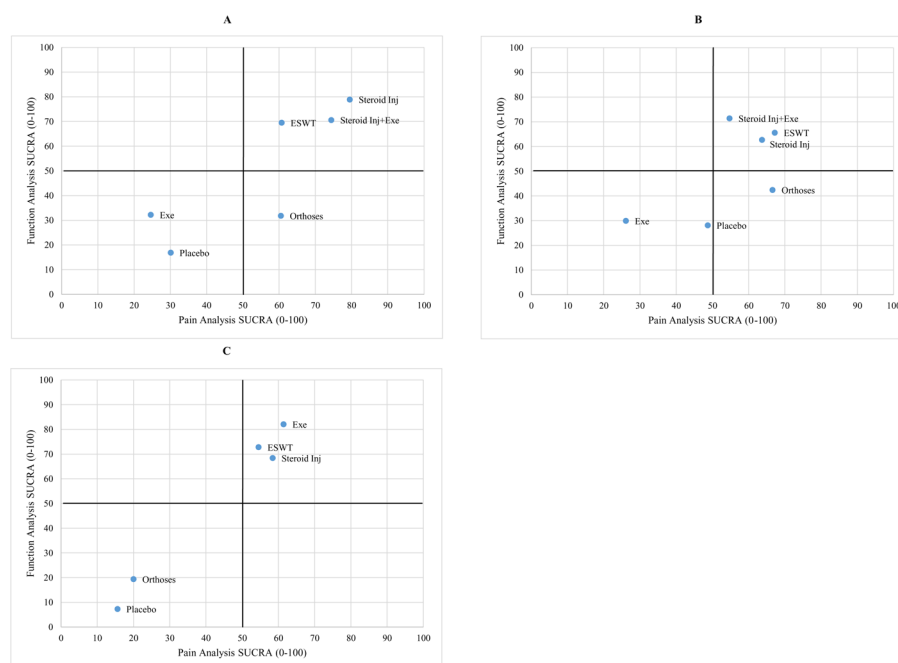 A
100
90
80
70
60
50
40
30
20
10
0
Function Analysis SUCRA (0-100)
Steroid Inj
Steroid Inj+Exe
ESWT
Exe
Orthoses
Placebo
0 10 20 30 40 50 60 70 80 90 100
Pain Analysis SUCRA (0-100)
B
100
90
80
70
60
50
40
30
20
10
0
Function Analysis SUCRA (0-100)
Steroid Inj+Exe
ESWT
Steroid Inj
Orthoses
Exe
Placebo
0 10 20 30 40 50 60 70 80 90 100
Pain Analysis SUCRA (0-100)
C
100
90
80
70
60
50
40
30
20
10
0
Function Analysis SUCRA (0-100)
Exe
ESWT
Steroid Inj
Orthoses
Placebo
0 10 20 30 40 50 60 70 80 90 100
Pain Analysis SUCRA (0-100)